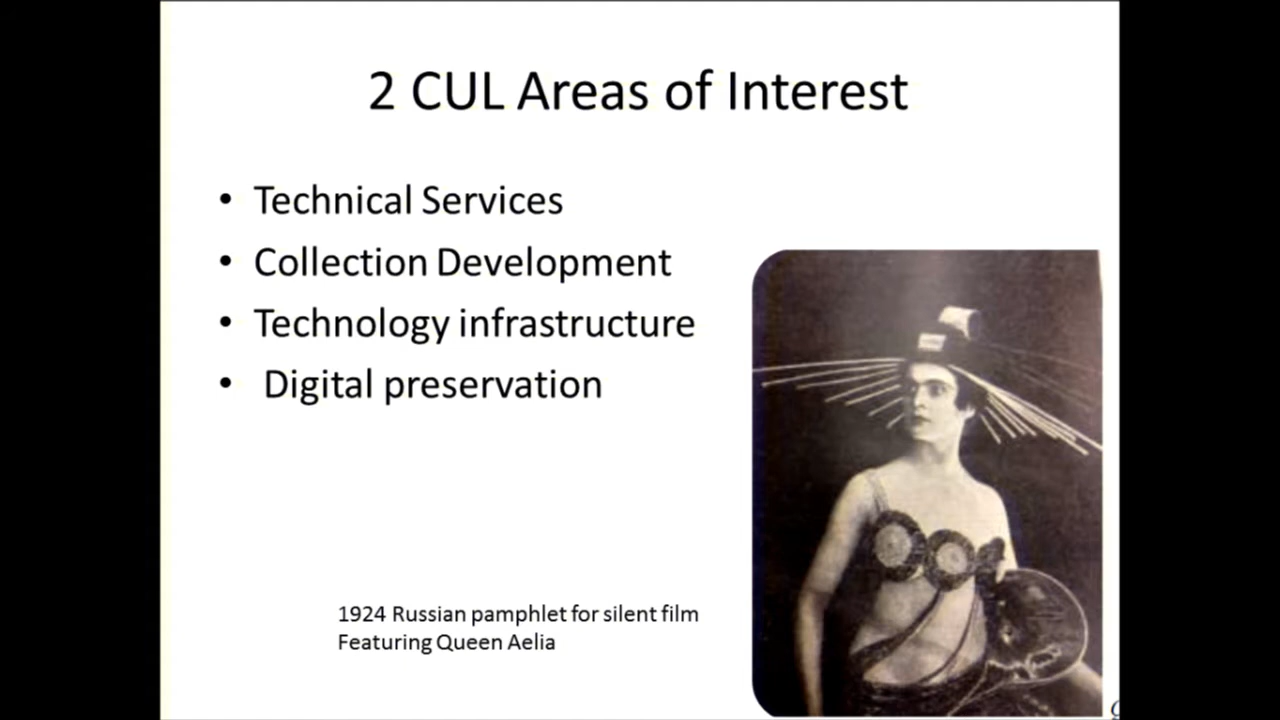 2 CUL Areas of Interest
• Technical Services
• Collection Development
• Technology infrastructure
• Digital preservation
1924 Russian pamphlet for silent film
Featuring Queen Aelia